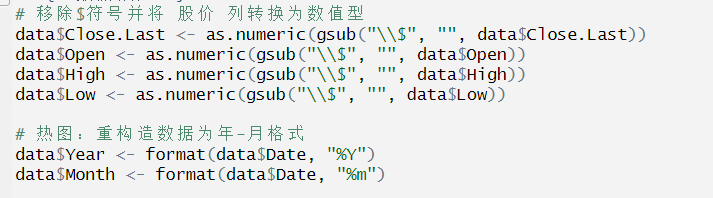 # 移除$符号并将 股价 列转换为数值型
data$Close.Last <- as.numeric(gsub("\\$", "", data$Close.Last))
data$Open <- as.numeric(gsub("\\$", "", data$Open))
data$High <- as.numeric(gsub("\\$", "", data$High))
data$Low <- as.numeric(gsub("\\$", "", data$Low))
# 热图：重构造数据为年-月格式
data$Year <- format(data$Date, "%Y")
data$Month <- format(data$Date, "%m")